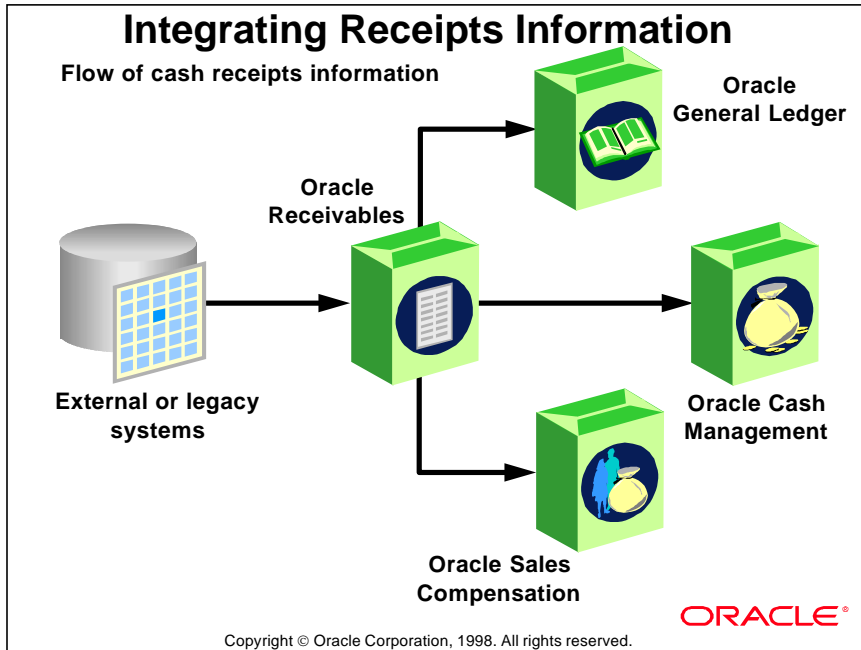 Integrating Receipts Information
Flow of cash receipts information
Oracle
General Ledger
Oracle
Receivables
External or legacy
systems
Oracle Cash
Management
Oracle Sales
Compensation
ORACLE®
Copyright © Oracle Corporation, 1998. All rights reserved.